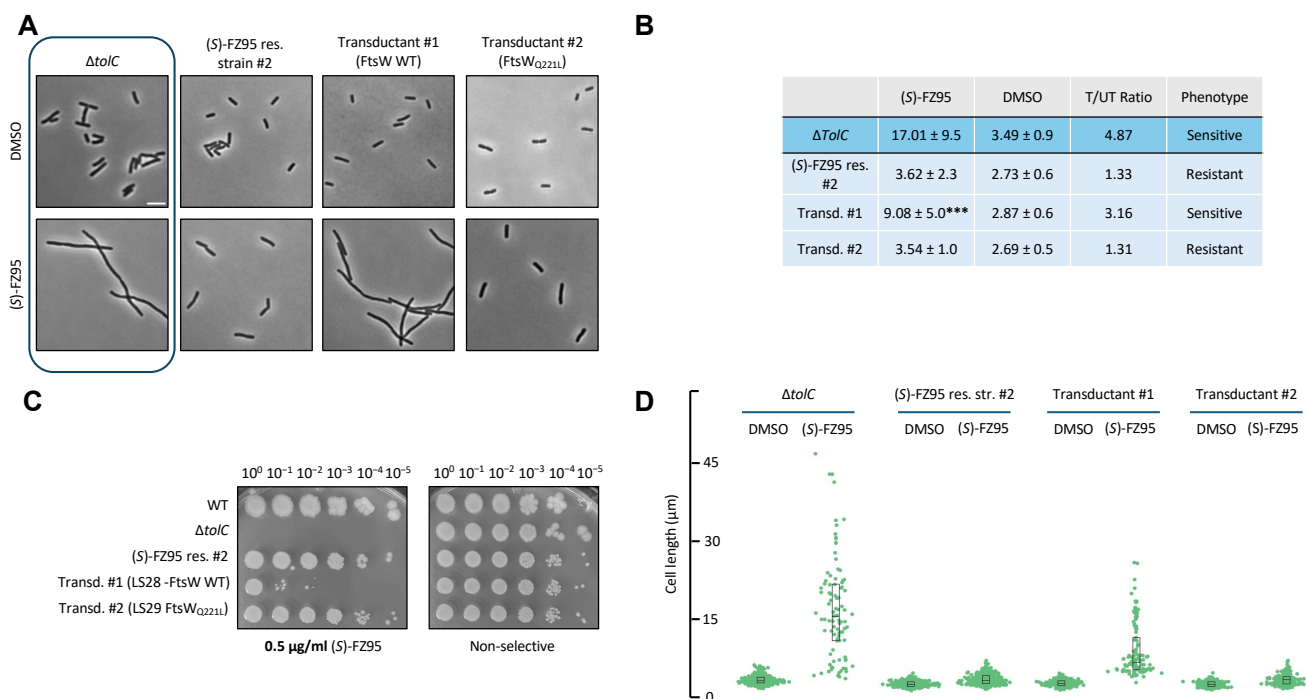 A
ΔtolC
(S)-FZ95 res.
strain #2
Transductant #1
(FtsW WT)
Transductant #2
(FtsWQ221L)
DMSO
(S)-FZ95
B
(S)-FZ95 DMSO T/UT Ratio Phenotype
ΔTolC 17.01 ± 9.5 3.49 ± 0.9 4.87 Sensitive
(S)-FZ95 res.
#2
3.62 ± 2.3 2.73 ± 0.6 1.33 Resistant
Transd. #1 9.08 ± 5.0*** 2.87 ± 0.6 3.16 Sensitive
Transd. #2 3.54 ± 1.0 2.69 ± 0.5 1.31 Resistant
C
10⁰ 10⁻¹ 10⁻² 10⁻³ 10⁻⁴ 10⁻⁵ 10⁰ 10⁻¹ 10⁻² 10⁻³ 10⁻⁴ 10⁻⁵
WT
ΔtolC
(S)-FZ95 res. #2
Transd. #1 (LS28 -FtsW WT)
Transd. #2 (LS29 FtsWQ221L)
0.5 µg/ml (S)-FZ95 Non-selective
D
ΔtolC (S)-FZ95 res. str. #2 Transductant #1 Transductant #2
DMSO (S)-FZ95 DMSO (S)-FZ95 DMSO (S)-FZ95 DMSO (S)-FZ95
Cell length (µm)
45
30
15
0